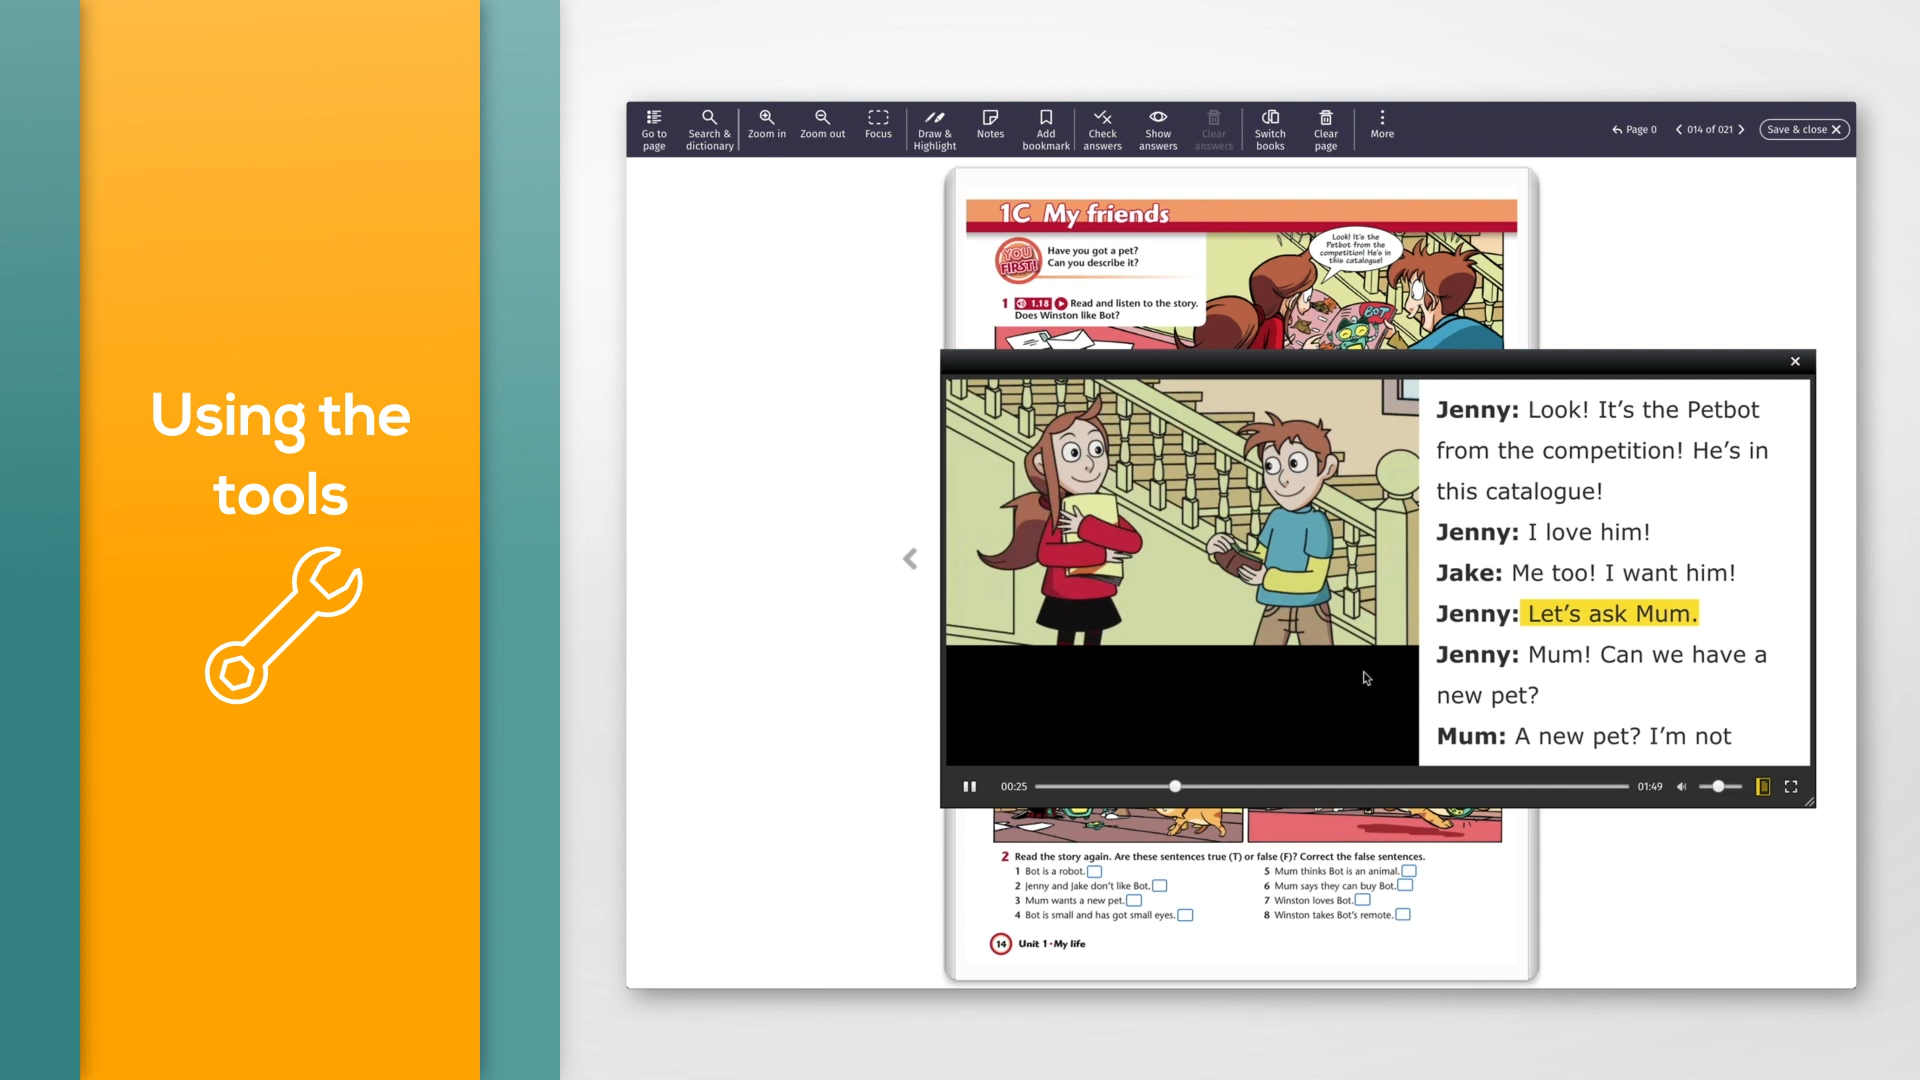 Using the
tools
Go to
page
Search &
dictionary
Zoom in
Zoom out
Focus
Draw &
Highlight
Notes
Add
bookmark
Check
answers
Show
answers
Clear
answers
Switch
books
Clear
page
More
Page 0
014 of 021
Save & close
1C My friends
YOU
FIRST!
Have you got a pet?
Can you describe it?
1 1.18 Read and listen to the story.
Does Winston like Bot?
Look! It's the
Petbot from the
competition! He's in
this catalogue!
BOT
Jenny: Look! It's the Petbot
from the competition! He's in
this catalogue!
Jenny: I love him!
Jake: Me too! I want him!
Jenny: Let's ask Mum.
Jenny: Mum! Can we have a
new pet?
Mum: A new pet? I'm not
00:25
01:49
2 Read the story again. Are these sentences true (T) or false (F)? Correct the false sentences.
1 Bot is a robot.
2 Jenny and Jake don't like Bot.
3 Mum wants a new pet.
4 Bot is small and has got small eyes.
5 Mum thinks Bot is an animal.
6 Mum says they can buy Bot.
7 Winston loves Bot.
8 Winston takes Bot's remote.
14 Unit 1 · My life